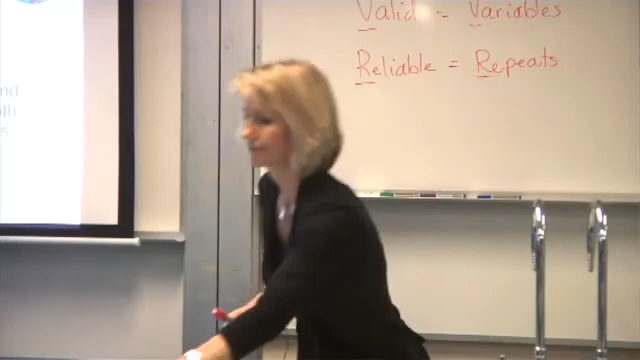 Valid = Variables
Reliable = Repeats